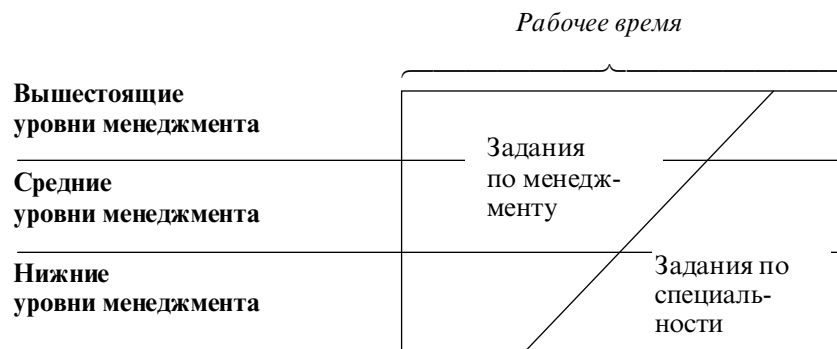 Рабочее время
Вышестоящие
уровни менеджмента
Задания
по менедж-
менту
Средние
уровни менеджмента
Нижние
уровни менеджмента
Задания по
специаль-
ности